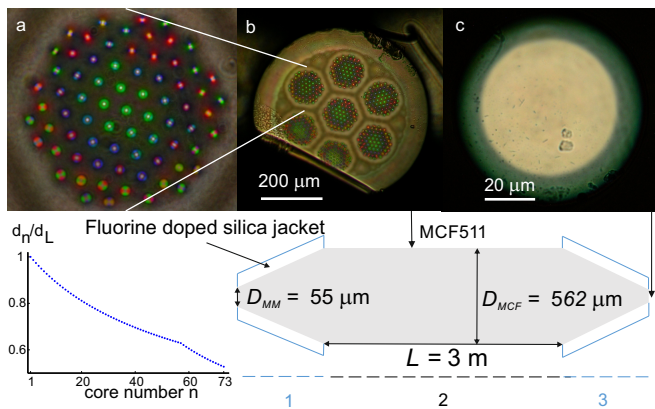 a
b
c
200 μm
20 μm
dn/dL
Fluorine doped silica jacket
MCF511
1
0.8
0.6
DMM = 55 μm
DMCF = 562 μm
L = 3 m
1 20 40 60 73
core number n
1 2 3